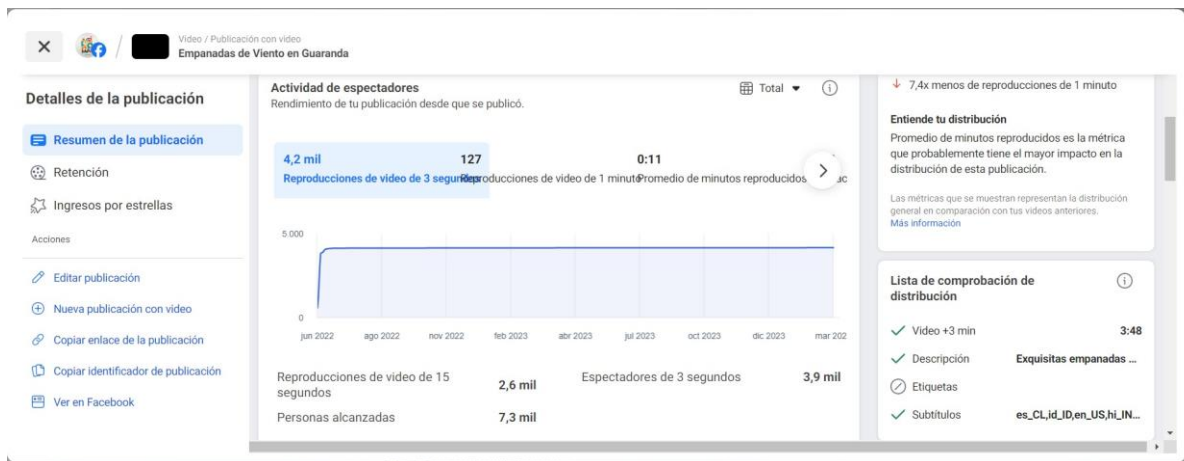 Video / Publicación con video
Empanadas de Viento en Guaranda
Detalles de la publicación
Resumen de la publicación
Retención
Ingresos por estrellas
Acciones
Editar publicación
Nueva publicación con video
Copiar enlace de la publicación
Copiar identificador de publicación
Ver en Facebook
Actividad de espectadores
Rendimiento de tu publicación desde que se publicó.
Total
4,2 mil
Reproducciones de video de 3 segundos
127
Reproducciones de video de 1 minuto
0:11
Promedio de minutos reproducidos
5.000
0
jun 2022 ago 2022 nov 2022 feb 2023 abr 2023 jul 2023 oct 2023 dic 2023 mar 202
Reproducciones de video de 15
segundos
2,6 mil
Espectadores de 3 segundos
3,9 mil
Personas alcanzadas
7,3 mil
7,4x menos de reproducciones de 1 minuto
Entiende tu distribución
Promedio de minutos reproducidos es la métrica
que probablemente tiene el mayor impacto en la
distribución de esta publicación.
Las métricas que se muestran representan la distribución
general en comparación con tus videos anteriores.
Más información
Lista de comprobación de
distribución
Video +3 min 3:48
Descripción Exquisitas empanadas ...
Etiquetas
Subtítulos es_CL,id_ID,en_US,hi_IN...